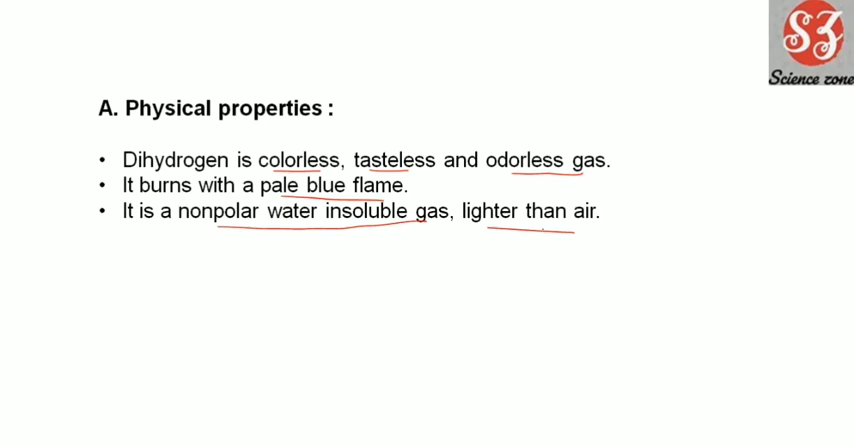 SZ
Science zone
A. Physical properties :
• Dihydrogen is colorless, tasteless and odorless gas.
• It burns with a pale blue flame.
• It is a nonpolar water insoluble gas, lighter than air.